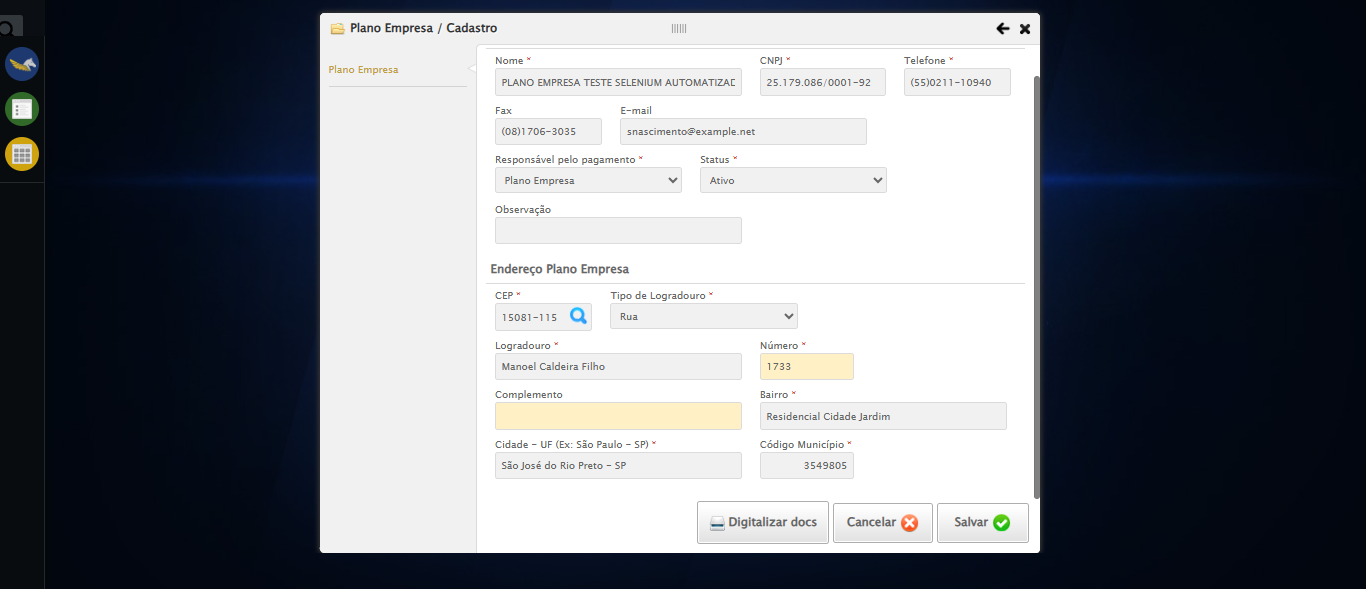 Plano Empresa / Cadastro
Plano Empresa
Nome * CNPJ * Telefone *
PLANO EMPRESA TESTE SELENIUM AUTOMATIZAD 25.179.086/0001-92 (55)0211-10940
Fax E-mail
(08)1706-3035 snascimento@example.net
Responsável pelo pagamento * Status *
Plano Empresa Ativo
Observação
Endereço Plano Empresa
CEP * Tipo de Logradouro *
15081-115 Rua
Logradouro * Número *
Manoel Caldeira Filho 1733
Complemento Bairro *
Residencial Cidade Jardim
Cidade - UF (Ex: São Paulo - SP) * Código Município *
São José do Rio Preto - SP 3549805
Digitalizar docs Cancelar Salvar